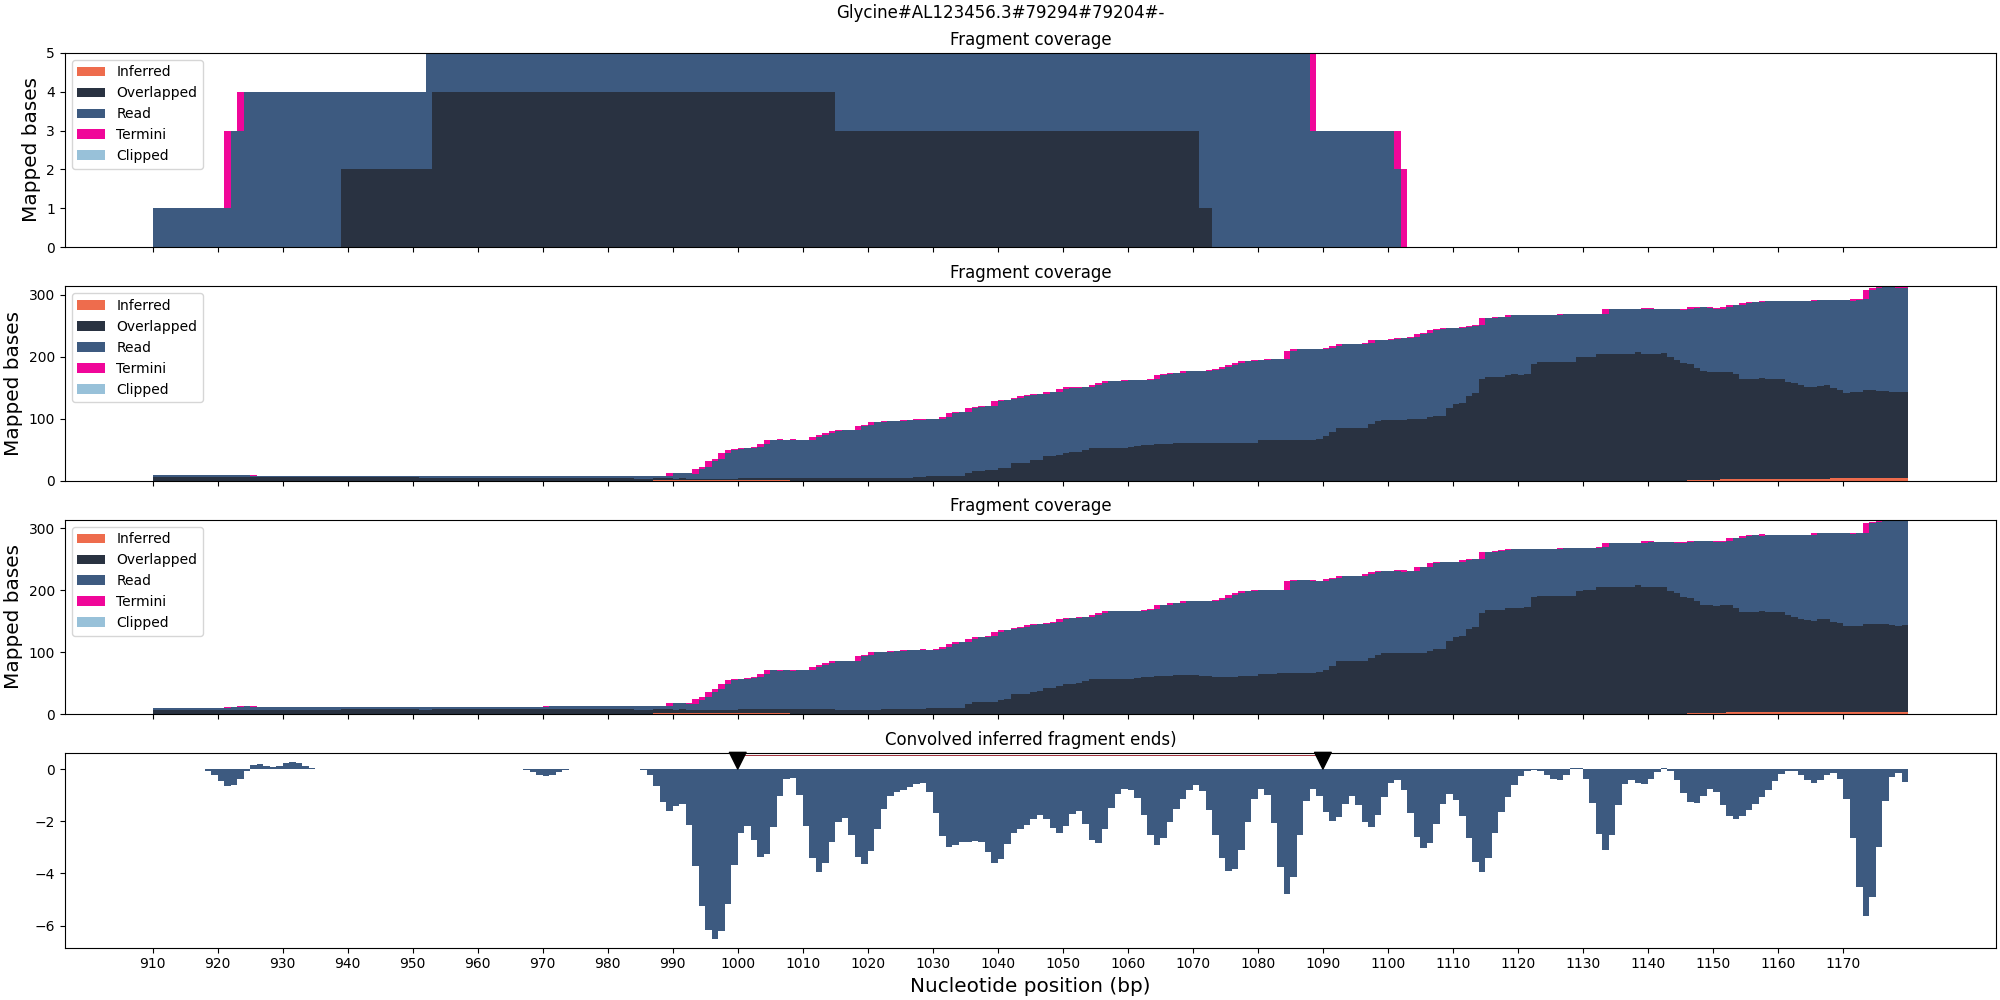 Glycine#AL123456.3#79294#79204#-
Fragment coverage
Mapped bases
5
4
3
2
1
0
Inferred
Overlapped
Read
Termini
Clipped
Fragment coverage
Mapped bases
300
200
100
0
Inferred
Overlapped
Read
Termini
Clipped
Fragment coverage
Mapped bases
300
200
100
0
Inferred
Overlapped
Read
Termini
Clipped
Convolved inferred fragment ends)
0
−2
−4
−6
910 920 930 940 950 960 970 980 990 1000 1010 1020 1030 1040 1050 1060 1070 1080 1090 1100 1110 1120 1130 1140 1150 1160 1170
Nucleotide position (bp)